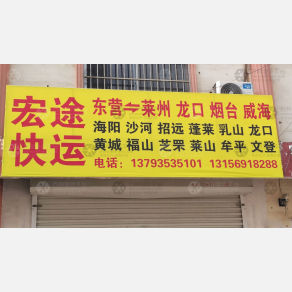 宏途快运
东营⇌莱州 龙口 烟台 威海
海阳 沙河 招远 蓬莱 乳山 龙口
黄城 福山 芝罘 莱山 牟平 文登
电话：13793535101 13156918288